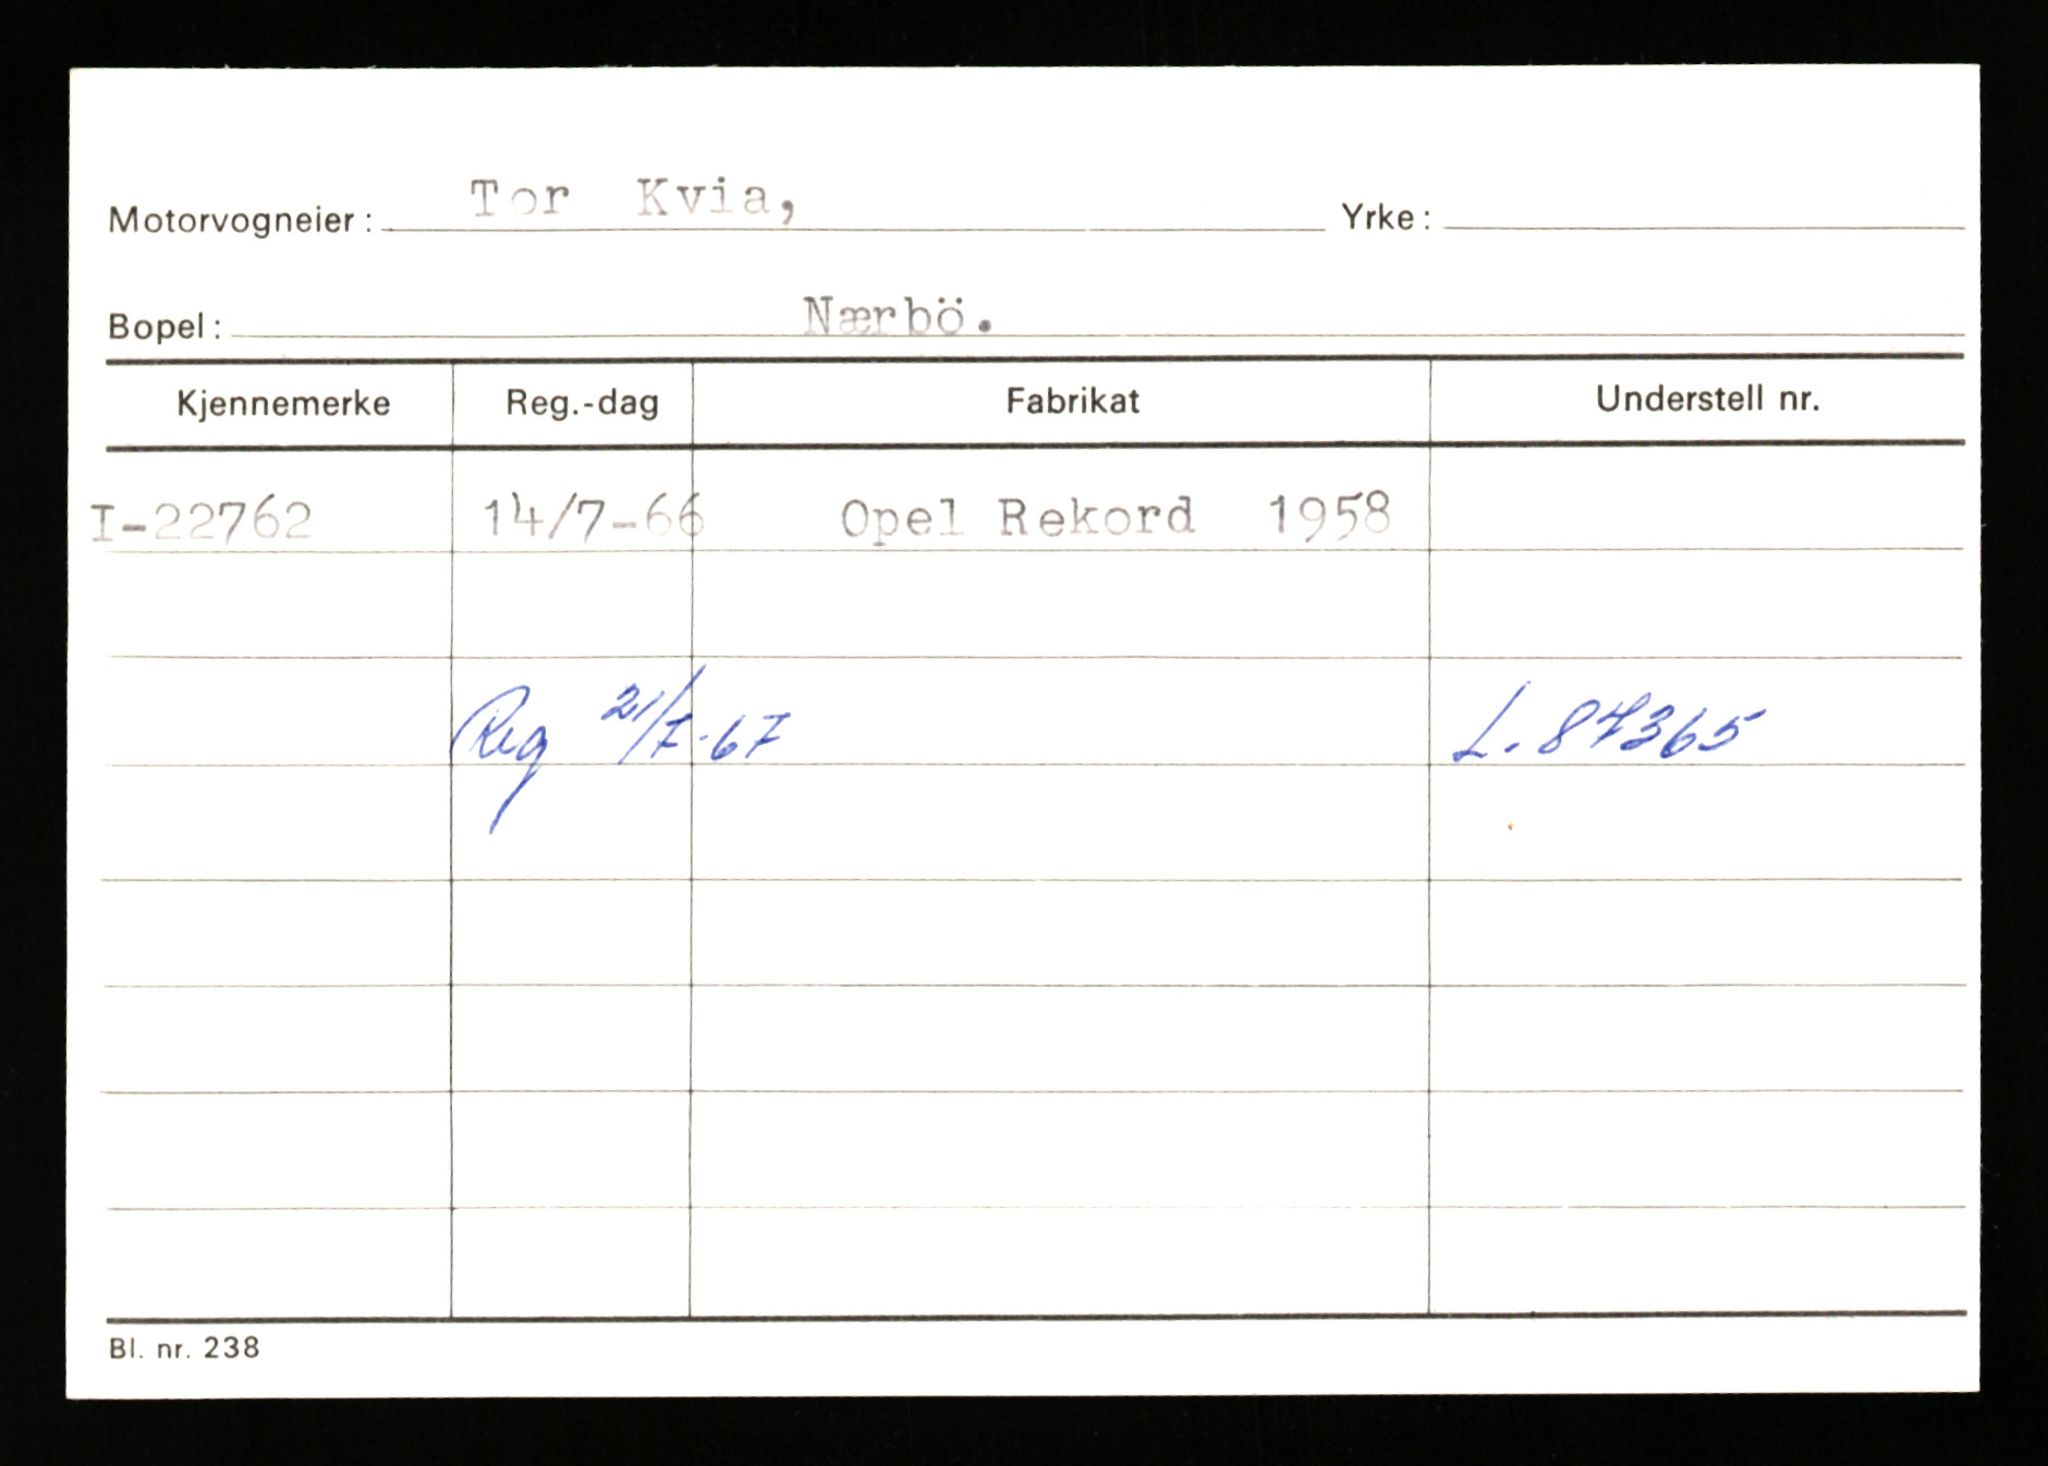 Motorvogneier: Tor Kvia, Yrke:
Bopel: Nærbö.
Kjennemerke Reg.-dag Fabrikat Understell nr.
I-22762 14/7-66 Opel Rekord 1958
Reg 21/7-67 L. 87365
Bl. nr. 238